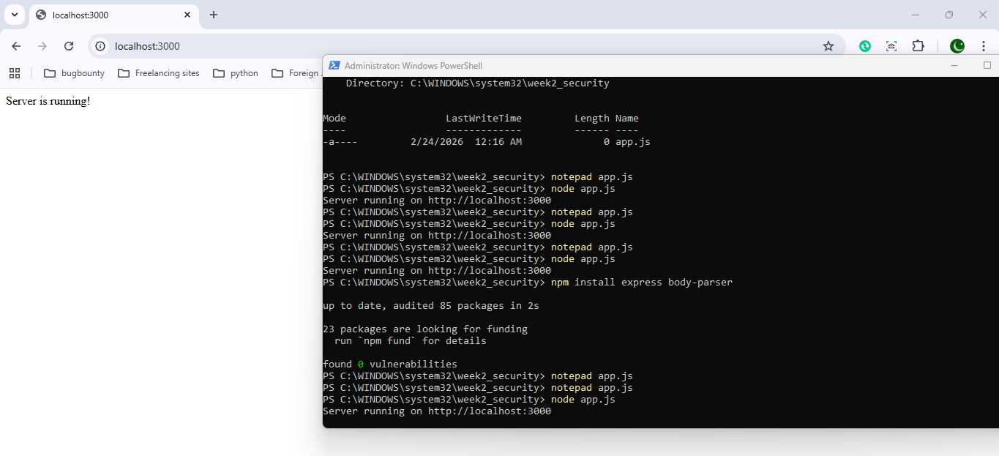 localhost:3000
localhost:3000
bugbounty
Freelancing sites
python
Foreign
Server is running!
Administrator: Windows PowerShell
Directory: C:\WINDOWS\system32\week2_security
Mode LastWriteTime Length Name
---- ------------- ------ ----
-a---- 2/24/2026 12:16 AM 0 app.js
PS C:\WINDOWS\system32\week2_security> notepad app.js
PS C:\WINDOWS\system32\week2_security> node app.js
Server running on http://localhost:3000
PS C:\WINDOWS\system32\week2_security> notepad app.js
PS C:\WINDOWS\system32\week2_security> node app.js
Server running on http://localhost:3000
PS C:\WINDOWS\system32\week2_security> notepad app.js
PS C:\WINDOWS\system32\week2_security> node app.js
Server running on http://localhost:3000
PS C:\WINDOWS\system32\week2_security> npm install express body-parser
up to date, audited 85 packages in 2s
23 packages are looking for funding
run `npm fund` for details
found 0 vulnerabilities
PS C:\WINDOWS\system32\week2_security> notepad app.js
PS C:\WINDOWS\system32\week2_security> notepad app.js
PS C:\WINDOWS\system32\week2_security> node app.js
Server running on http://localhost:3000